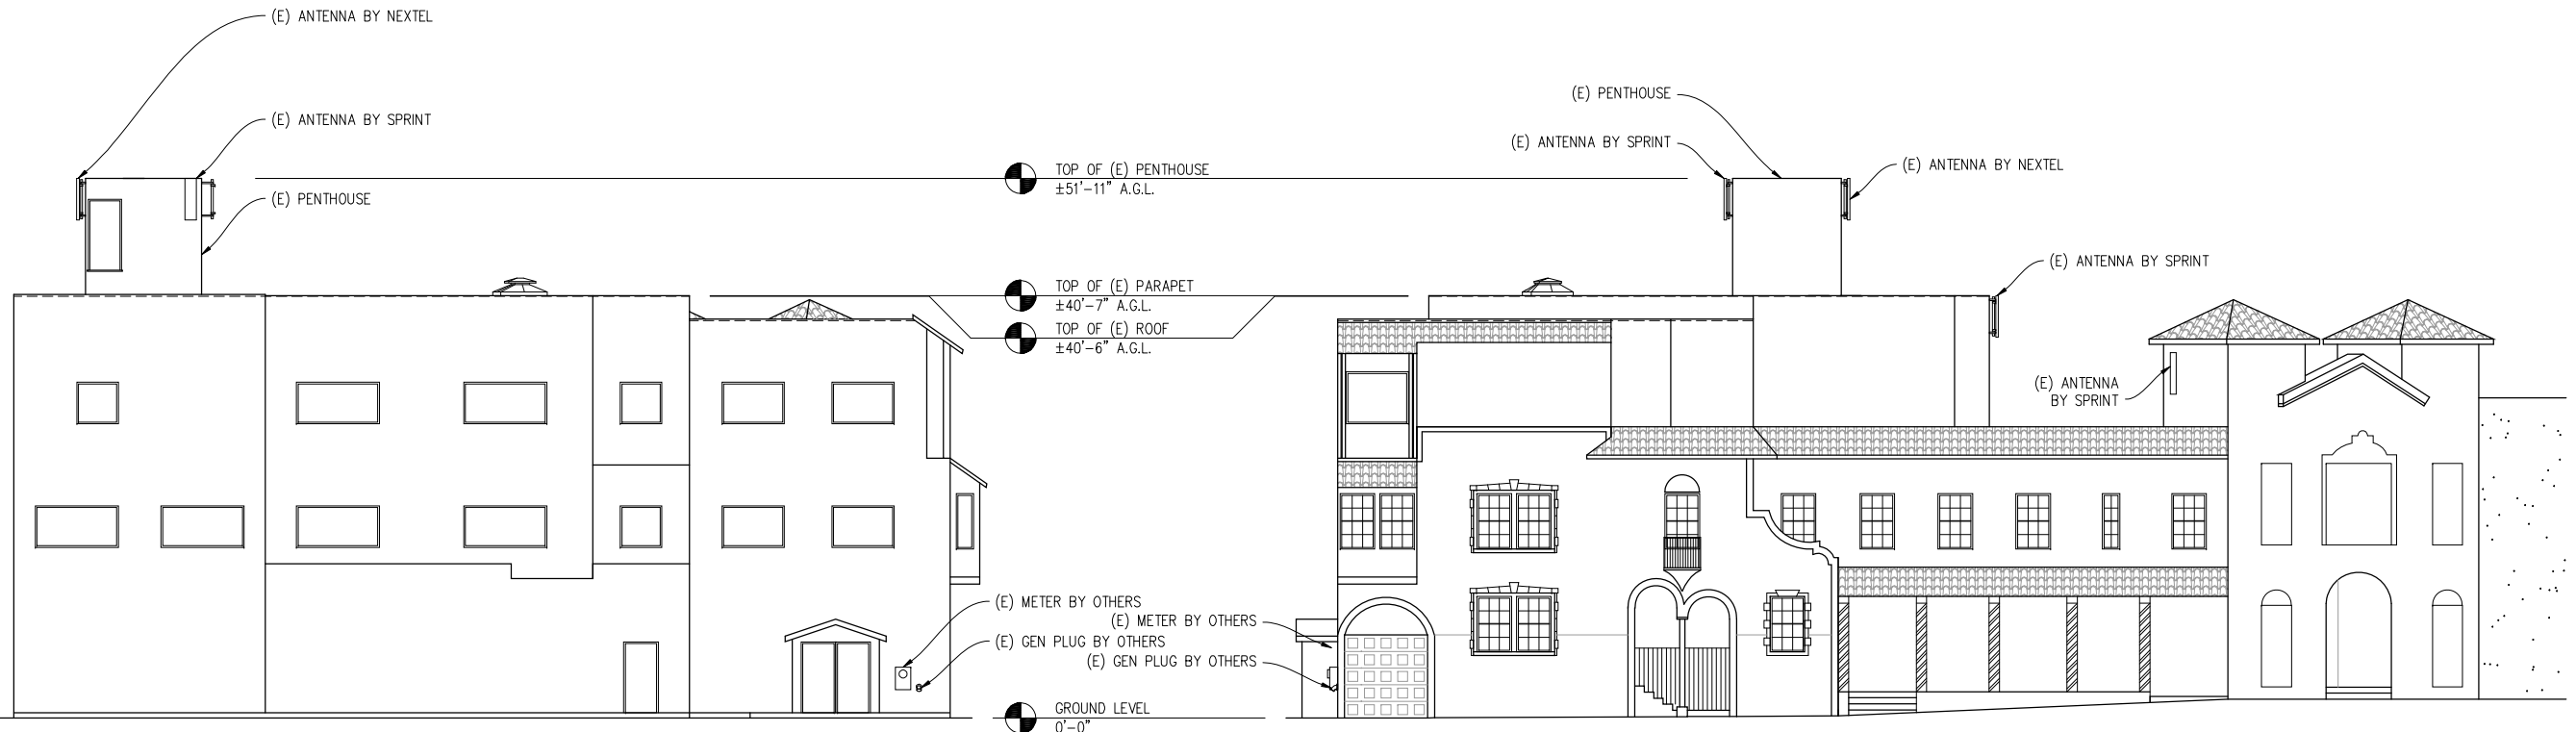 (E) ANTENNA BY NEXTEL
(E) ANTENNA BY SPRINT
(E) PENTHOUSE
TOP OF (E) PENTHOUSE
±51'-11" A.G.L.
TOP OF (E) PARAPET
±40'-7" A.G.L.
TOP OF (E) ROOF
±40'-6" A.G.L.
(E) METER BY OTHERS
(E) GEN PLUG BY OTHERS
GROUND LEVEL
0'-0"
(E) PENTHOUSE
(E) ANTENNA BY SPRINT
(E) ANTENNA BY NEXTEL
(E) ANTENNA BY SPRINT
(E) ANTENNA
BY SPRINT
(E) METER BY OTHERS
(E) GEN PLUG BY OTHERS